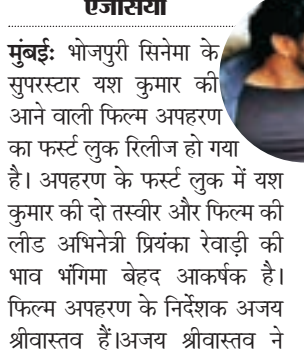 एजेंसियां
मुंबईः भोजपुरी सिनेमा के
सुपरस्टार यश कुमार की
आने वाली फिल्म अपहरण
का फर्स्ट लुक रिलीज हो गया
है। अपहरण के फर्स्ट लुक में यश
कुमार की दो तस्वीर और फिल्म की
लीड अभिनेत्री प्रियंका रेवाड़ी की
भाव भंगिमा बेहद आकर्षक है।
फिल्म अपहरण के निर्देशक अजय
श्रीवास्तव हैं।अजय श्रीवास्तव ने